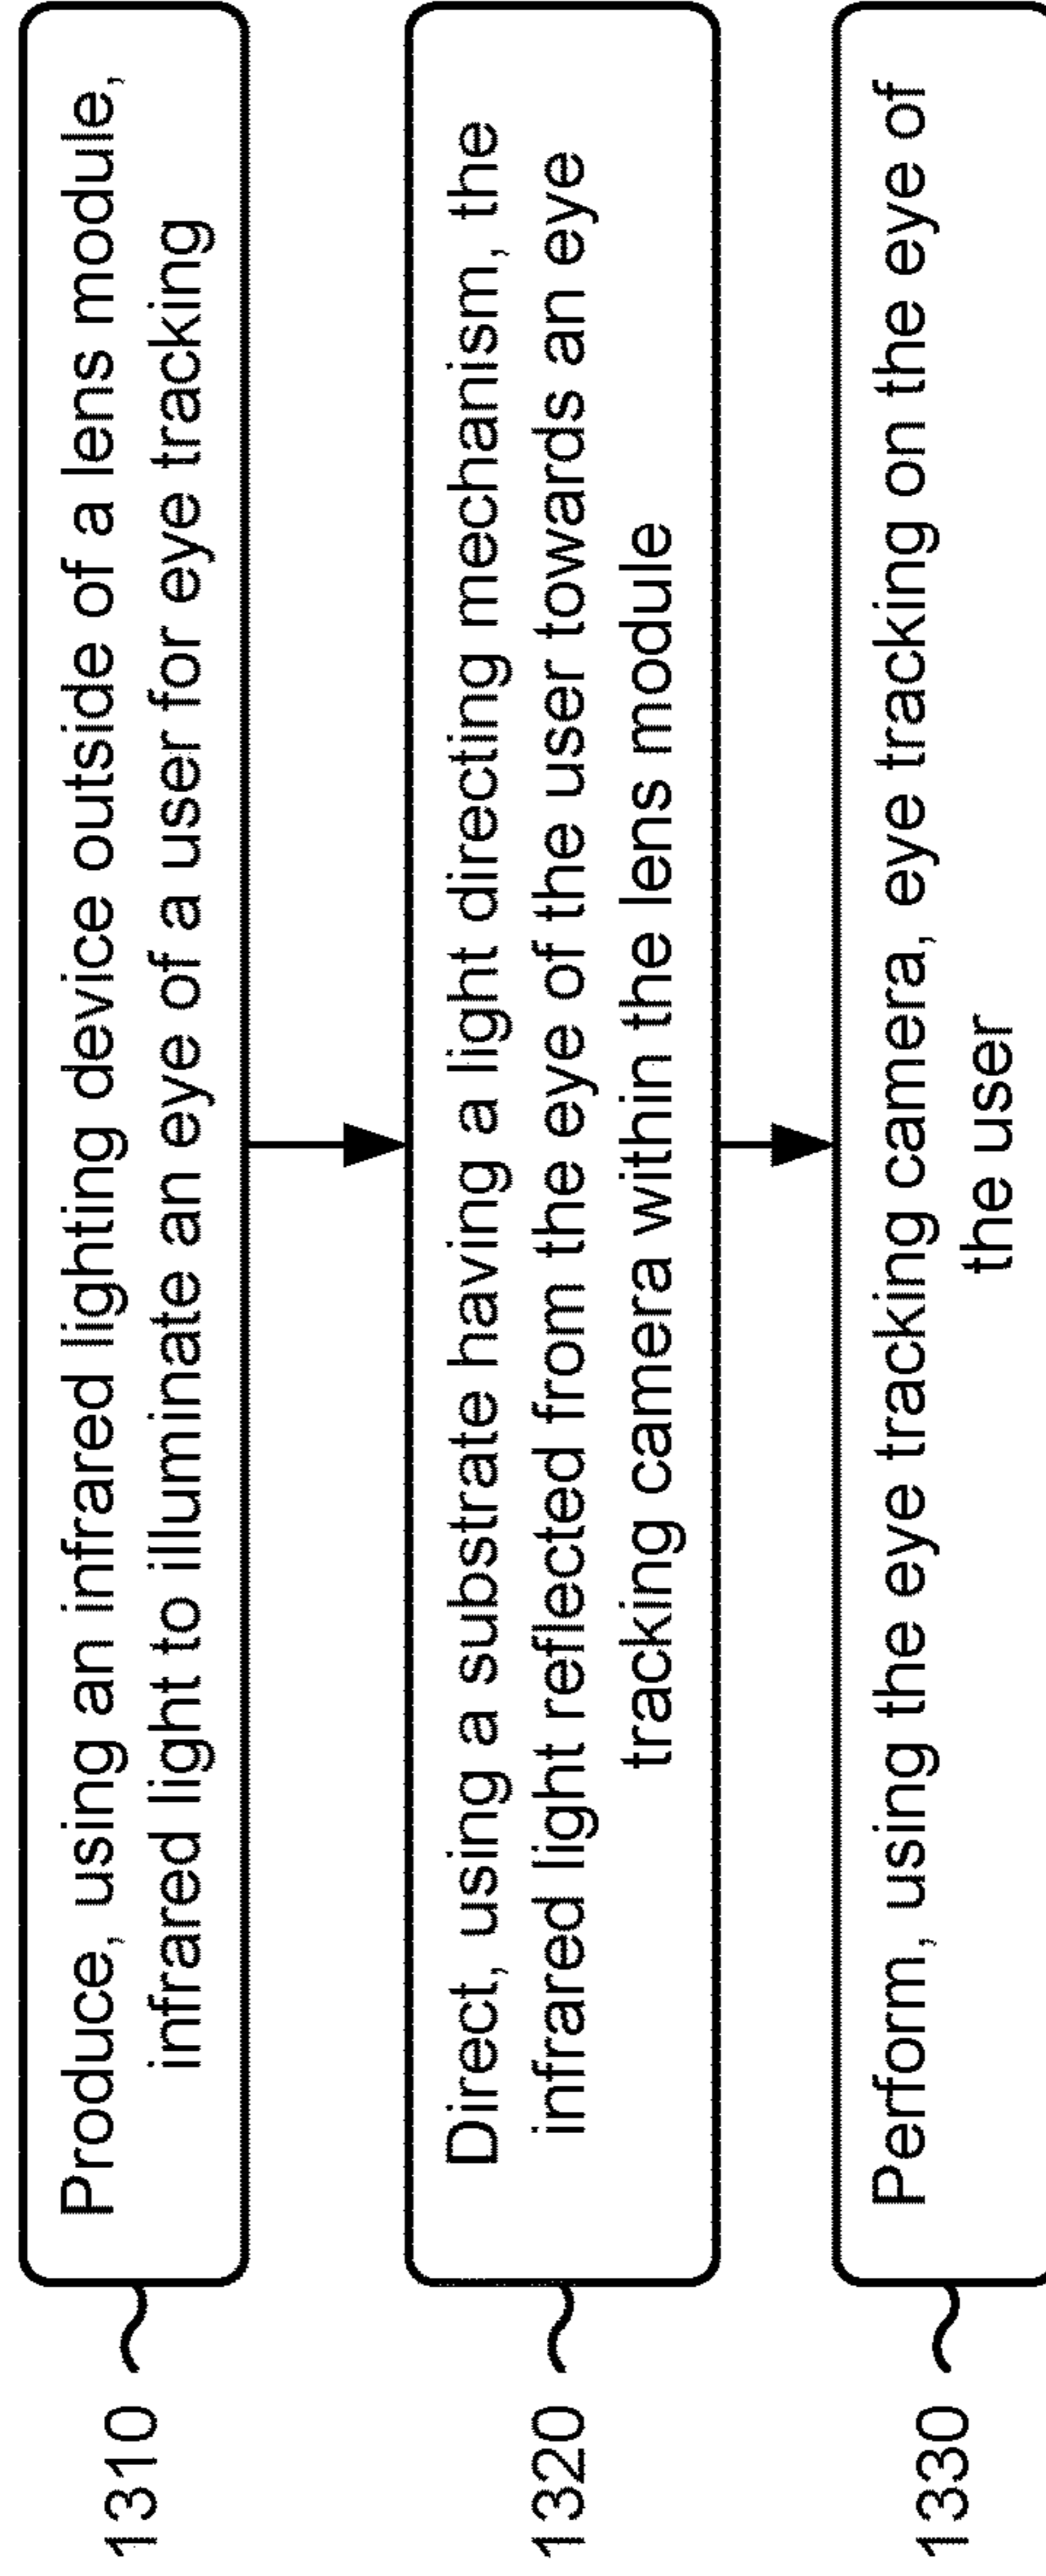 1310
Produce, using an infrared lighting device outside of a lens module,
infrared light to illuminate an eye of a user for eye tracking
1320
Direct, using a substrate having a light directing mechanism, the
infrared light reflected from the eye of the user towards an eye
tracking camera within the lens module
1330
Perform, using the eye tracking camera, eye tracking on the eye of
the user